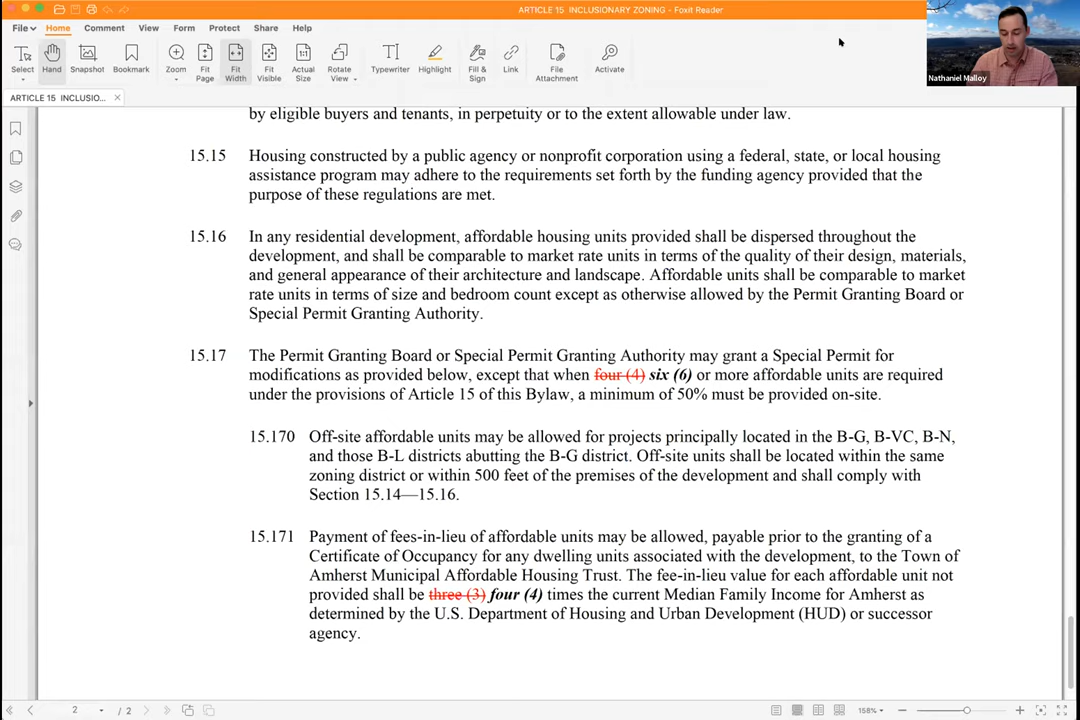 ARTICLE 15 INCLUSIONARY ZONING - Foxit Reader
File Home Comment View Form Protect Share Help
Select Hand Snapshot Bookmark Zoom Fit Page Fit Width Fit Visible Actual Size Rotate View Typewriter Highlight Fill & Sign Link File Attachment Activate
Nathaniel Malloy
ARTICLE 15 INCLUSIO...
by eligible buyers and tenants, in perpetuity or to the extent allowable under law.
15.15 Housing constructed by a public agency or nonprofit corporation using a federal, state, or local housing
assistance program may adhere to the requirements set forth by the funding agency provided that the
purpose of these regulations are met.
15.16 In any residential development, affordable housing units provided shall be dispersed throughout the
development, and shall be comparable to market rate units in terms of the quality of their design, materials,
and general appearance of their architecture and landscape. Affordable units shall be comparable to market
rate units in terms of size and bedroom count except as otherwise allowed by the Permit Granting Board or
Special Permit Granting Authority.
15.17 The Permit Granting Board or Special Permit Granting Authority may grant a Special Permit for
modifications as provided below, except that when four (4) six (6) or more affordable units are required
under the provisions of Article 15 of this Bylaw, a minimum of 50% must be provided on-site.
15.170 Off-site affordable units may be allowed for projects principally located in the B-G, B-VC, B-N,
and those B-L districts abutting the B-G district. Off-site units shall be located within the same
zoning district or within 500 feet of the premises of the development and shall comply with
Section 15.14—15.16.
15.171 Payment of fees-in-lieu of affordable units may be allowed, payable prior to the granting of a
Certificate of Occupancy for any dwelling units associated with the development, to the Town of
Amherst Municipal Affordable Housing Trust. The fee-in-lieu value for each affordable unit not
provided shall be three (3) four (4) times the current Median Family Income for Amherst as
determined by the U.S. Department of Housing and Urban Development (HUD) or successor
agency.
2 / 2 158%